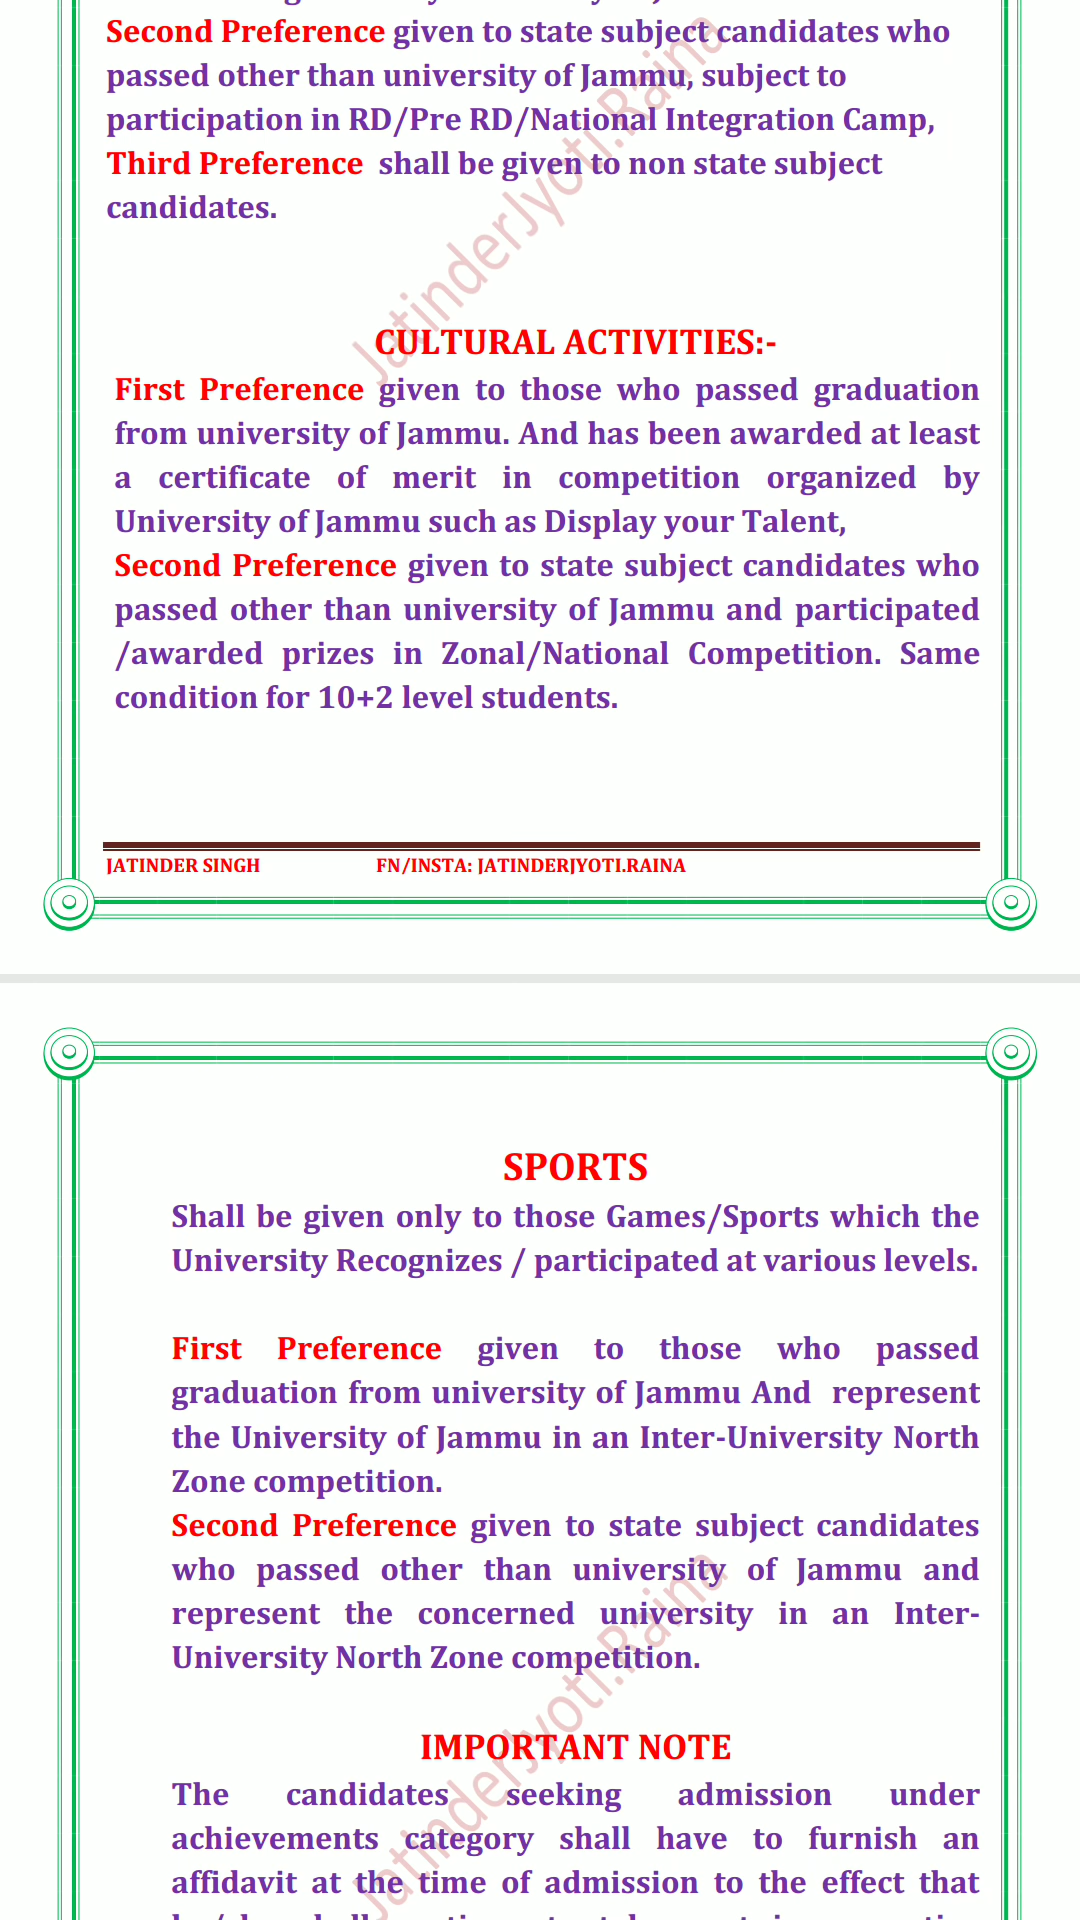 Second Preference given to state subject candidates who
passed other than university of Jammu, subject to
participation in RD/Pre RD/National Integration Camp,
Third Preference shall be given to non state subject
candidates.
JatinderJyoti.Raina
CULTURAL ACTIVITIES:-
First Preference given to those who passed graduation
from university of Jammu. And has been awarded at least
a certificate of merit in competition organized by
University of Jammu such as Display your Talent,
Second Preference given to state subject candidates who
passed other than university of Jammu and participated
/awarded prizes in Zonal/National Competition. Same
condition for 10+2 level students.
JATINDER SINGH FN/INSTA: JATINDERJYOTI.RAINA
SPORTS
Shall be given only to those Games/Sports which the
University Recognizes / participated at various levels.
First Preference given to those who passed
graduation from university of Jammu And represent
the University of Jammu in an Inter-University North
Zone competition.
Second Preference given to state subject candidates
who passed other than university of Jammu and
represent the concerned university in an Inter-
University North Zone competition.
JatinderJyoti.Raina
IMPORTANT NOTE
The candidates seeking admission under
achievements category shall have to furnish an
affidavit at the time of admission to the effect that